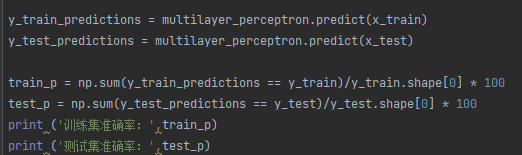 y_train_predictions = multilayer_perceptron.predict(x_train)
y_test_predictions = multilayer_perceptron.predict(x_test)
train_p = np.sum(y_train_predictions == y_train)/y_train.shape[0] * 100
test_p = np.sum(y_test_predictions == y_test)/y_test.shape[0] * 100
print ('训练集准确率：',train_p)
print ('测试集准确率：',test_p)